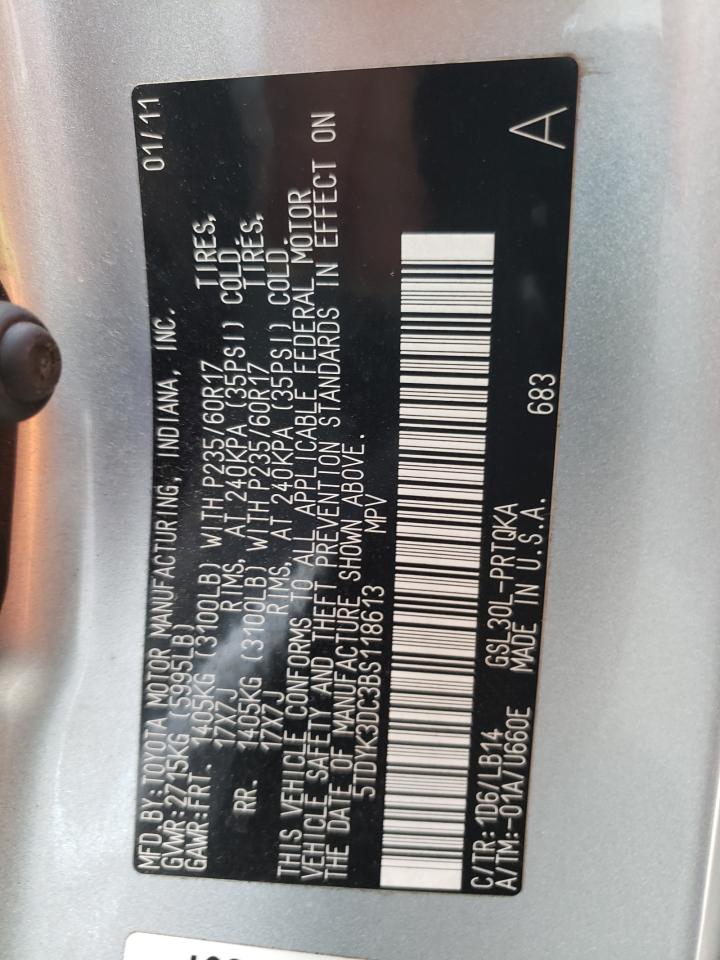 MFD.BY:TOYOTA MOTOR MANUFACTURING, INDIANA, INC. 01/11
GVWR:2715KG (5995LB)
GAWR:FRT. 1405KG (3100LB) WITH P235/60R17 TIRES,
17X7J RIMS, AT 240KPA (35PSI) COLD.
RR. 1405KG (3100LB) WITH P235/60R17 TIRES,
17X7J RIMS, AT 240KPA (35PSI) COLD.
THIS VEHICLE CONFORMS TO ALL APPLICABLE FEDERAL MOTOR
VEHICLE SAFETY AND THEFT PREVENTION STANDARDS IN EFFECT ON
THE DATE OF MANUFACTURE SHOWN ABOVE.
5TDYK3DC3BS118613 MPV
C/TR:1D6/LB14 GSL30L-PRTQKA
A/TM:-01A/U660E MADE IN U.S.A. 683 A